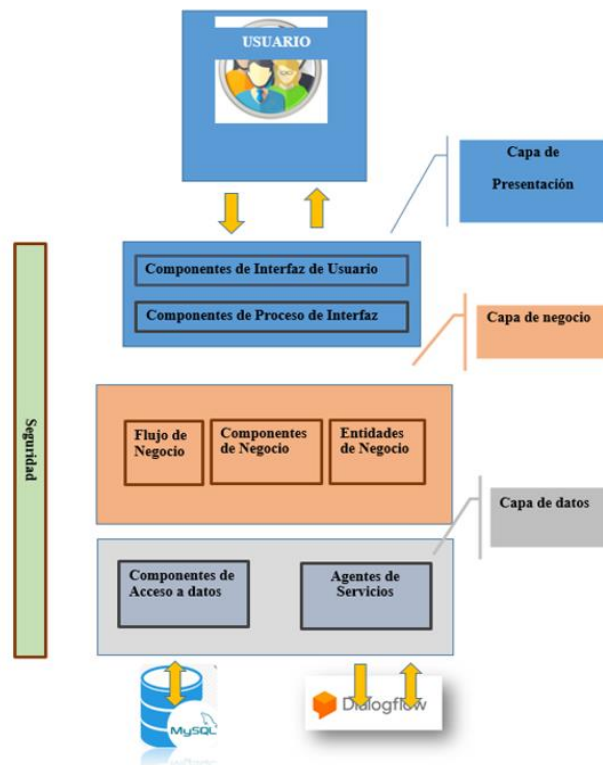 USUARIO
Capa de
Presentación
Componentes de Interfaz de Usuario
Componentes de Proceso de Interfaz
Capa de negocio
Seguridad
Flujo de
Negocio
Componentes
de Negocio
Entidades
de Negocio
Capa de datos
Componentes de
Acceso a datos
Agentes de
Servicios
MySQL
Dialogflow